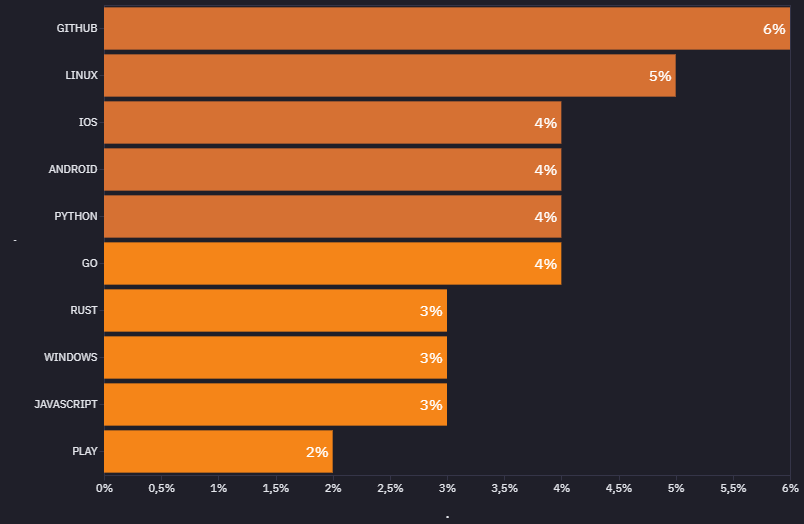 GITHUB 6%
LINUX 5%
IOS 4%
ANDROID 4%
PYTHON 4%
GO 4%
RUST 3%
WINDOWS 3%
JAVASCRIPT 3%
PLAY 2%
0% 0,5% 1% 1,5% 2% 2,5% 3% 3,5% 4% 4,5% 5% 5,5% 6%